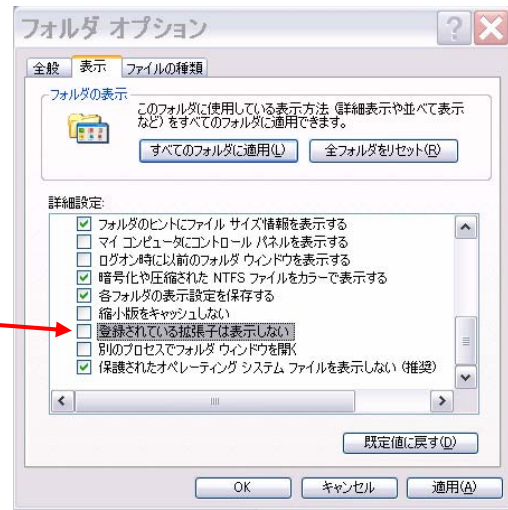 フォルダ オプション
全般 表示 ファイルの種類
フォルダの表示
このフォルダに使用している表示方法 (詳細表示や並べて表示
など) をすべてのフォルダに適用できます。
すべてのフォルダに適用(L) 全フォルダをリセット(R)
詳細設定:
フォルダのヒントにファイル サイズ情報を表示する
マイ コンピュータにコントロール パネルを表示する
ログオン時に以前のフォルダ ウィンドウを表示する
暗号化や圧縮された NTFS ファイルをカラーで表示する
各フォルダの表示設定を保存する
縮小版をキャッシュしない
登録されている拡張子は表示しない
別のプロセスでフォルダ ウィンドウを開く
保護されたオペレーティング システム ファイルを表示しない (推奨)
既定値に戻す(D)
OK キャンセル 適用(A)